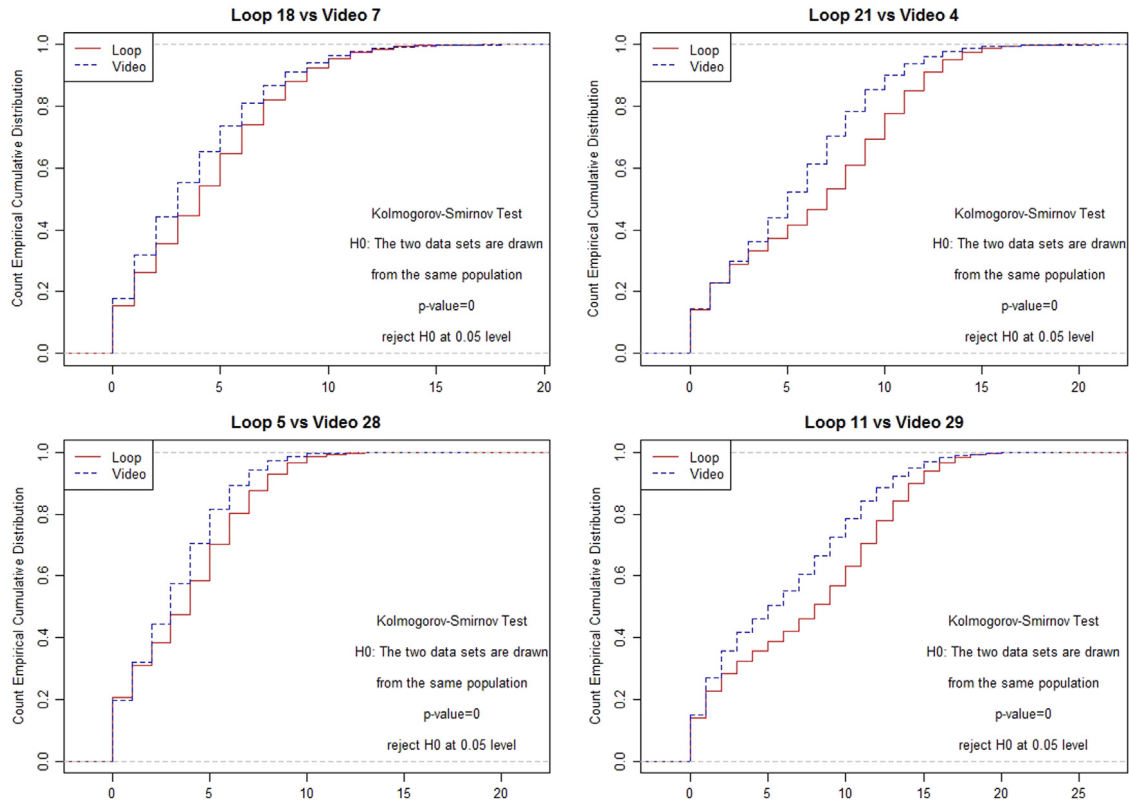 Loop 18 vs Video 7
Loop
Video
Count Empirical Cumulative Distribution
0.0 0.2 0.4 0.6 0.8 1.0
Kolmogorov-Smirnov Test
H0: The two data sets are drawn
from the same population
p-value=0
reject H0 at 0.05 level
0 5 10 15 20
Loop 21 vs Video 4
Loop
Video
Count Empirical Cumulative Distribution
0.0 0.2 0.4 0.6 0.8 1.0
Kolmogorov-Smirnov Test
H0: The two data sets are drawn
from the same population
p-value=0
reject H0 at 0.05 level
0 5 10 15 20
Loop 5 vs Video 28
Loop
Video
Count Empirical Cumulative Distribution
0.0 0.2 0.4 0.6 0.8 1.0
Kolmogorov-Smirnov Test
H0: The two data sets are drawn
from the same population
p-value=0
reject H0 at 0.05 level
0 5 10 15 20
Loop 11 vs Video 29
Loop
Video
Count Empirical Cumulative Distribution
0.0 0.2 0.4 0.6 0.8 1.0
Kolmogorov-Smirnov Test
H0: The two data sets are drawn
from the same population
p-value=0
reject H0 at 0.05 level
0 5 10 15 20 25